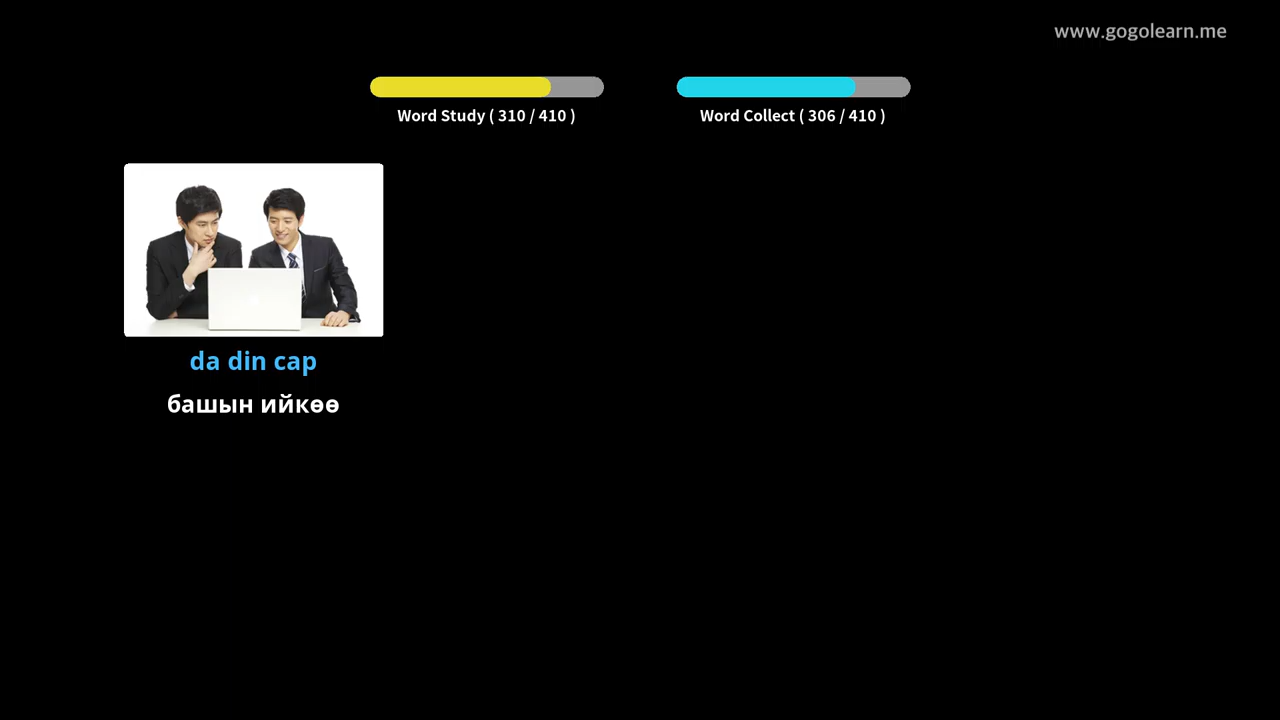 www.gogolearn.me
Word Study ( 310 / 410 )
Word Collect ( 306 / 410 )
da din cap
башын ийкөө